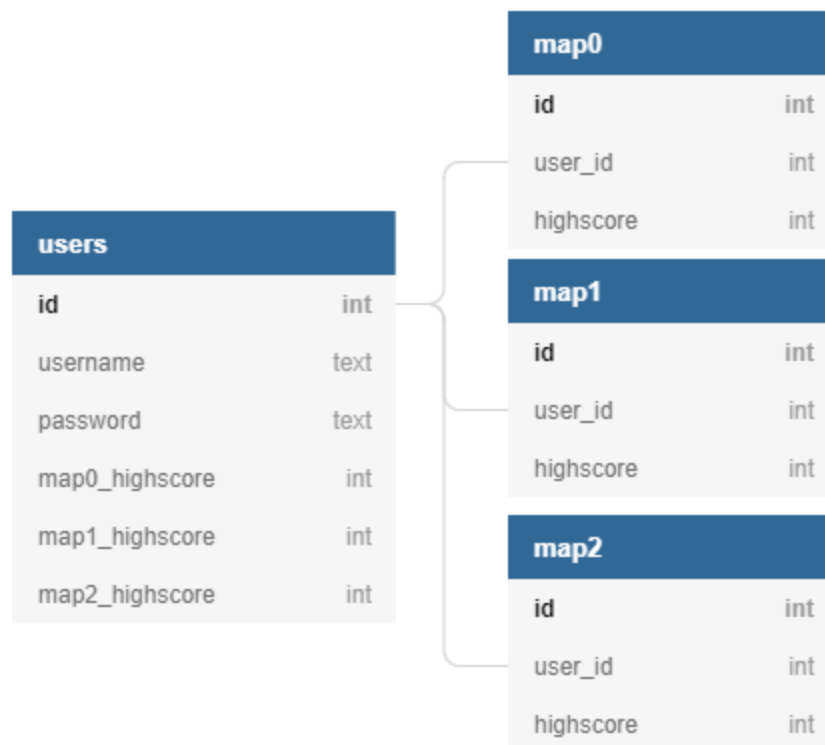 users
id int
username text
password text
map0_highscore int
map1_highscore int
map2_highscore int
map0
id int
user_id int
highscore int
map1
id int
user_id int
highscore int
map2
id int
user_id int
highscore int